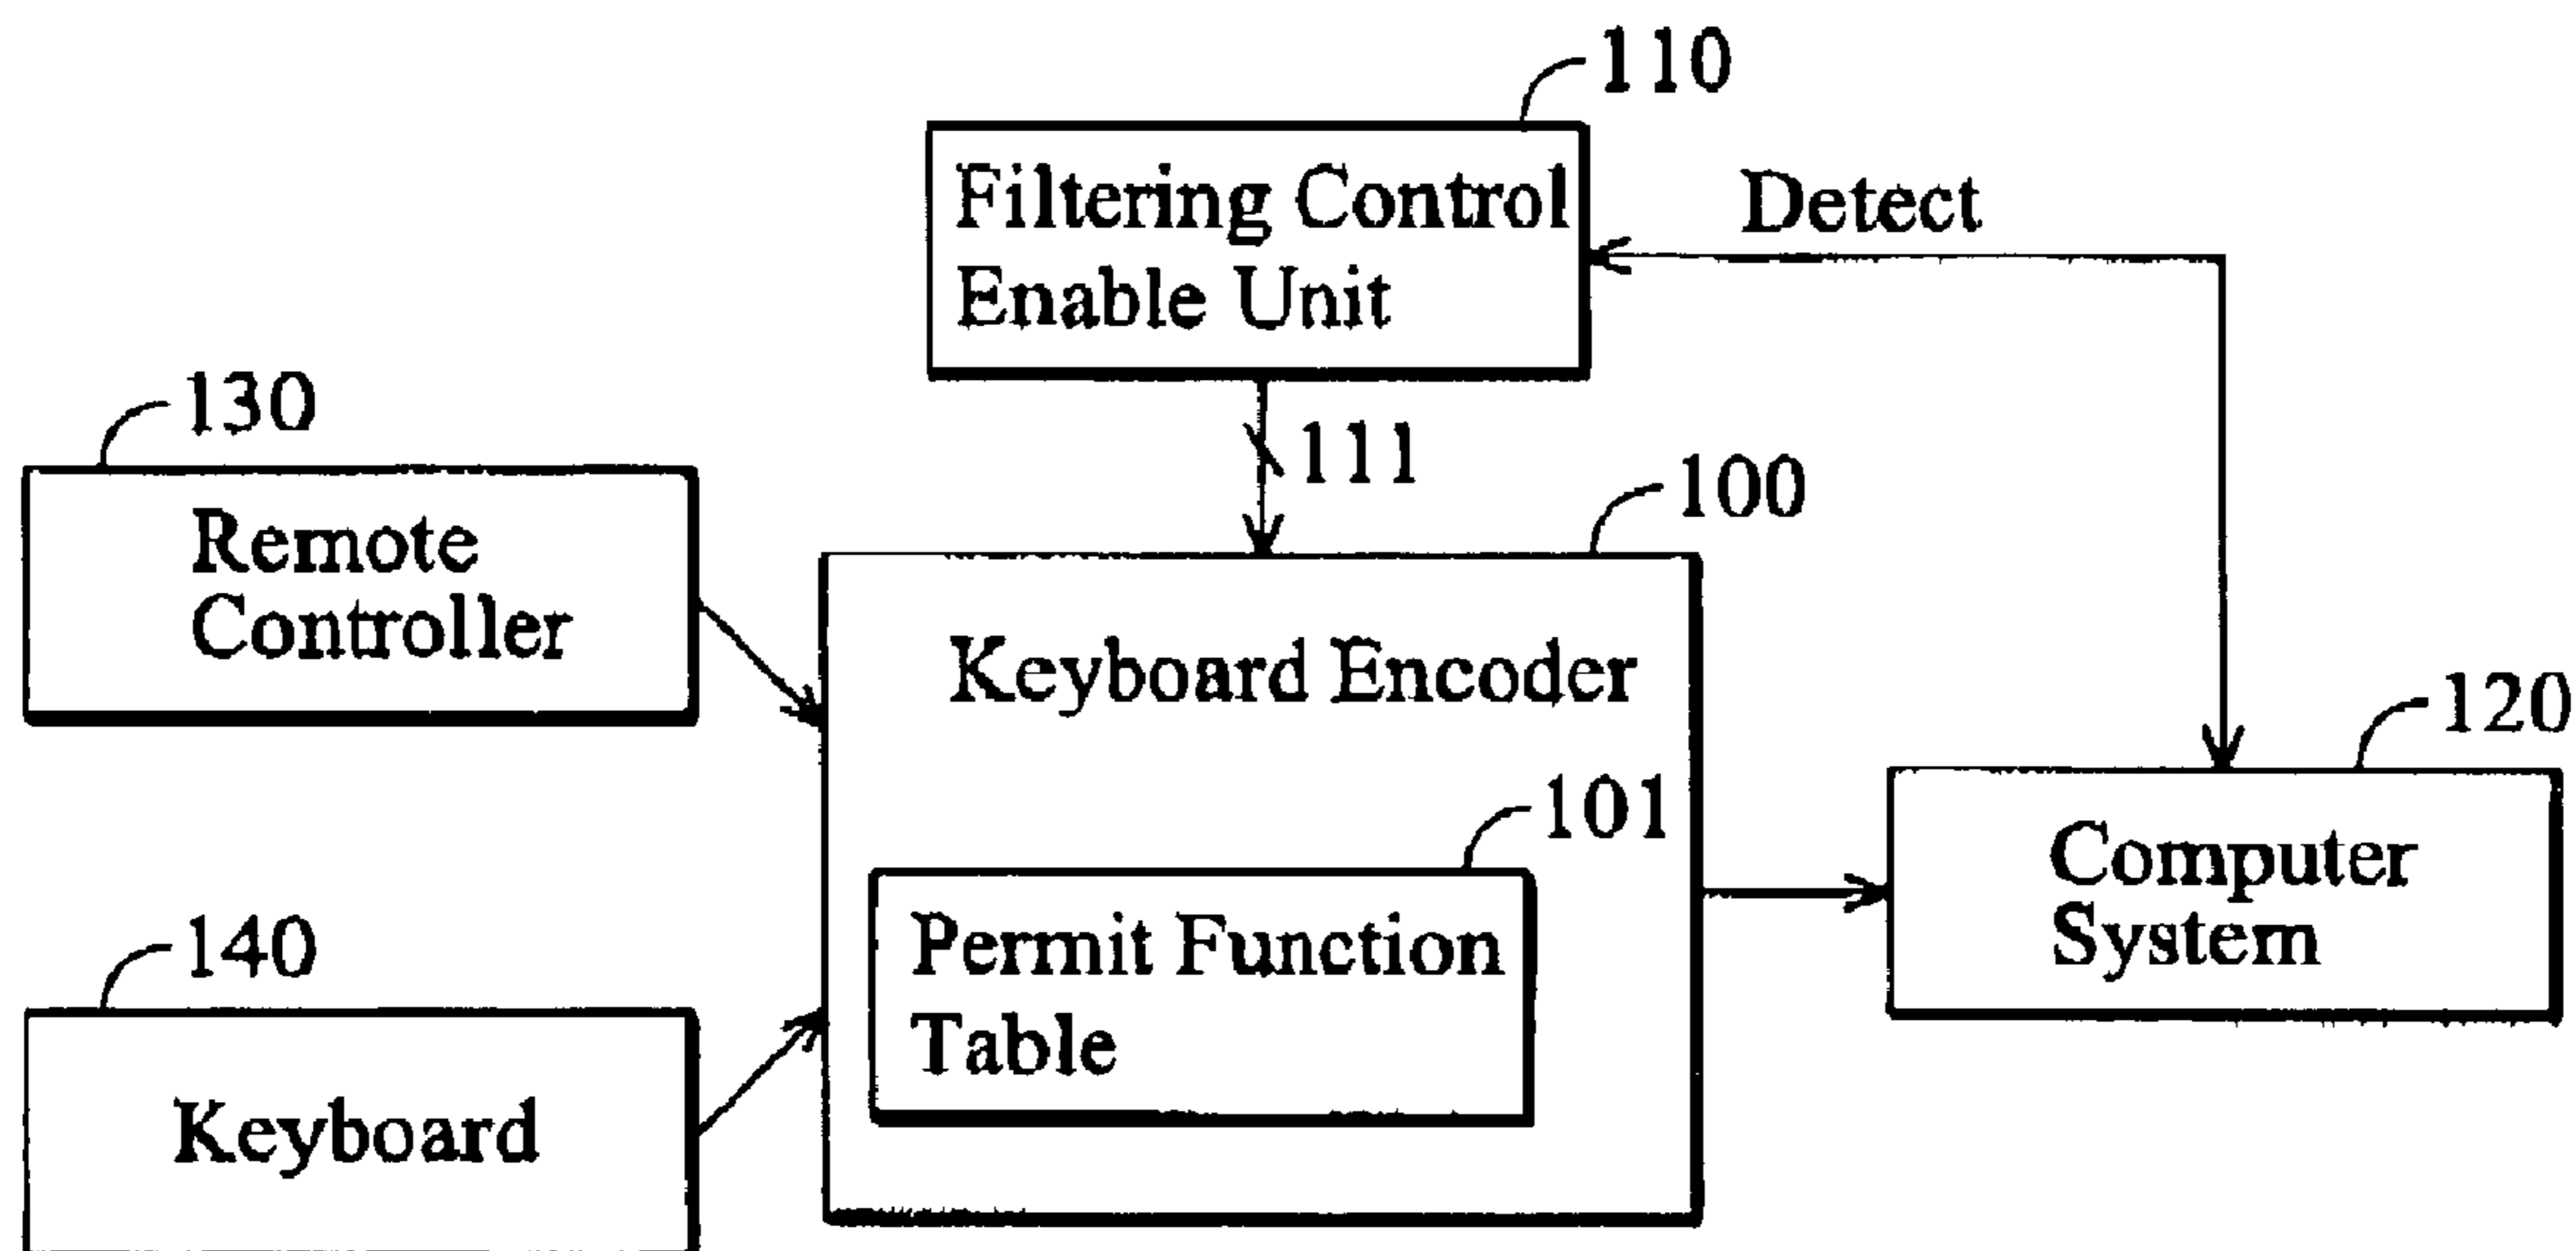 110
Filtering Control
Enable Unit
Detect
130
111
100
Remote
Controller
Keyboard Encoder
120
101
Computer
System
140
Permit Function
Table
Keyboard